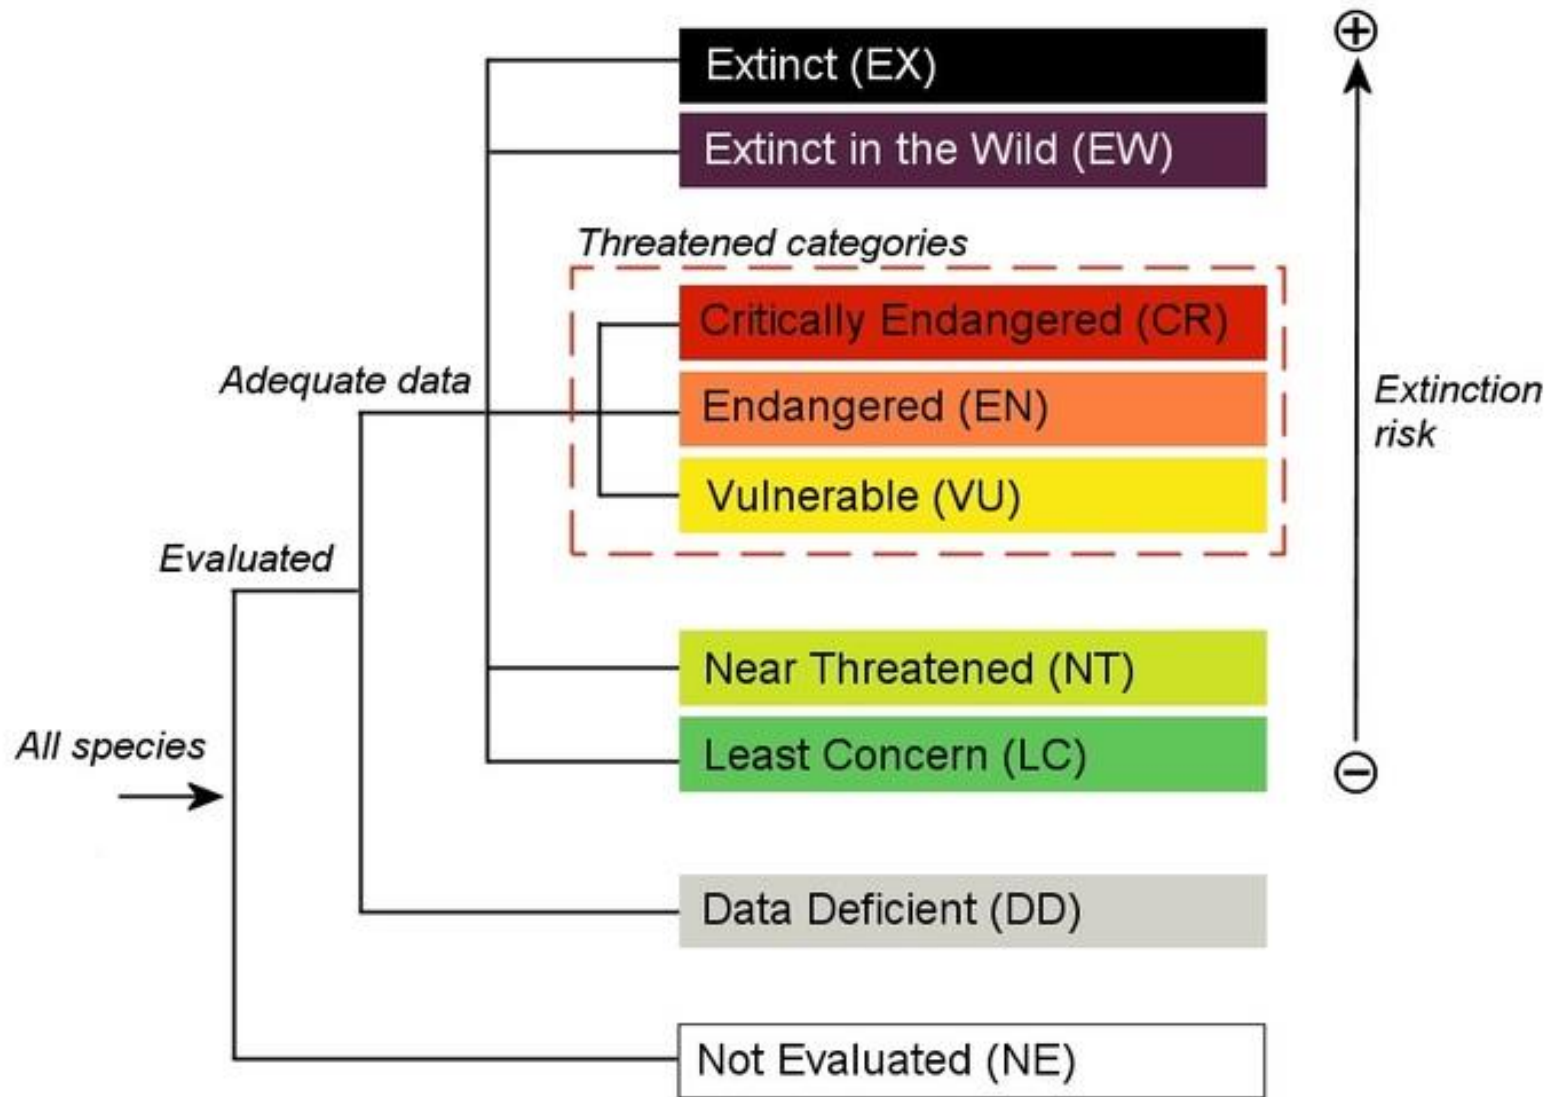 Extinct (EX)
Extinct in the Wild (EW)
Threatened categories
Critically Endangered (CR)
Adequate data
Endangered (EN)
Extinction
risk
Vulnerable (VU)
Evaluated
Near Threatened (NT)
All species
Least Concern (LC)
Data Deficient (DD)
Not Evaluated (NE)